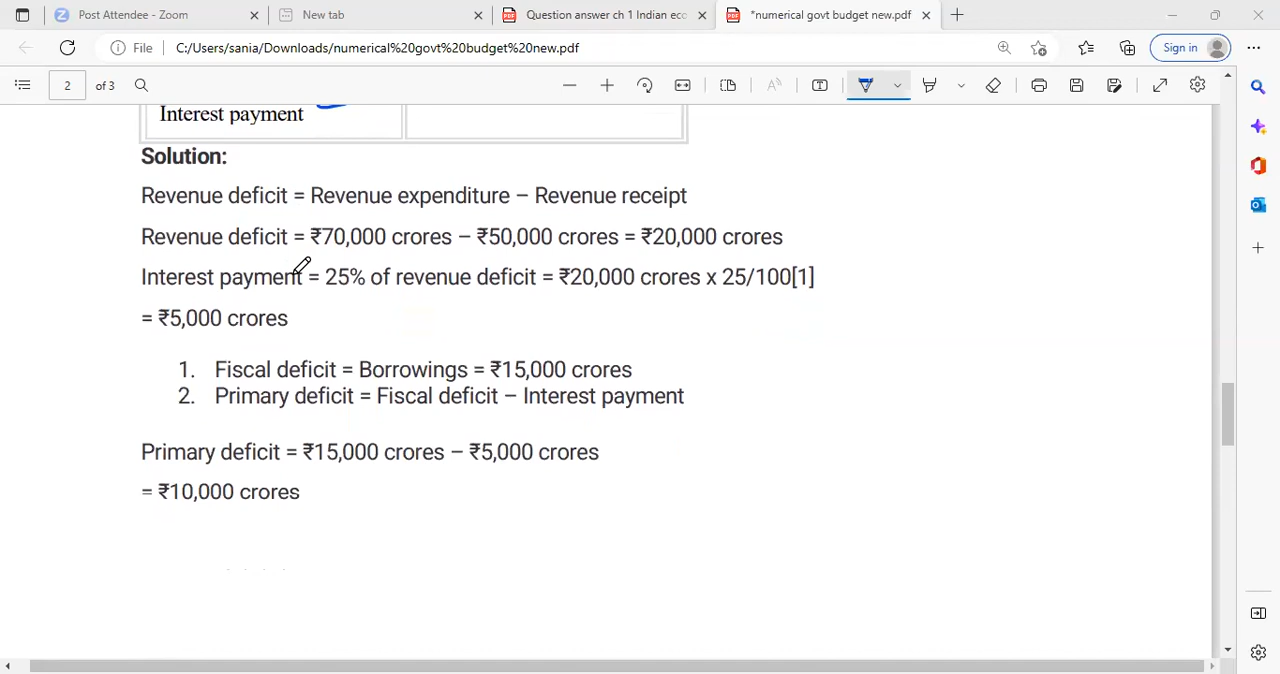 Post Attendee - Zoom
New tab
Question answer ch 1 Indian eco
*numerical govt budget new.pdf
File
C:/Users/sania/Downloads/numerical%20govt%20budget%20new.pdf
Sign in
2 of 3
Interest payment
Solution:
Revenue deficit = Revenue expenditure – Revenue receipt
Revenue deficit = ₹70,000 crores – ₹50,000 crores = ₹20,000 crores
Interest payment = 25% of revenue deficit = ₹20,000 crores x 25/100[1]
= ₹5,000 crores
1. Fiscal deficit = Borrowings = ₹15,000 crores
2. Primary deficit = Fiscal deficit – Interest payment
Primary deficit = ₹15,000 crores – ₹5,000 crores
= ₹10,000 crores